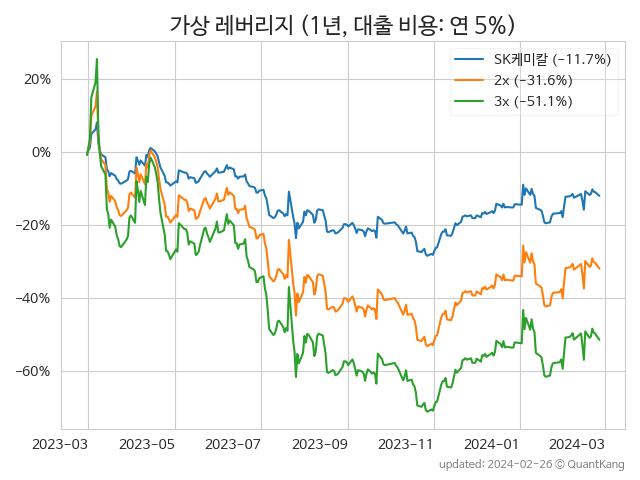 가상 레버리지 (1년, 대출 비용: 연 5%)
SK케미칼 (−11.7%)
2x (−31.6%)
3x (−51.1%)
20%
0%
−20%
−40%
−60%
2023-03 2023-05 2023-07 2023-09 2023-11 2024-01 2024-03
updated: 2024-02-26 © QuantKang